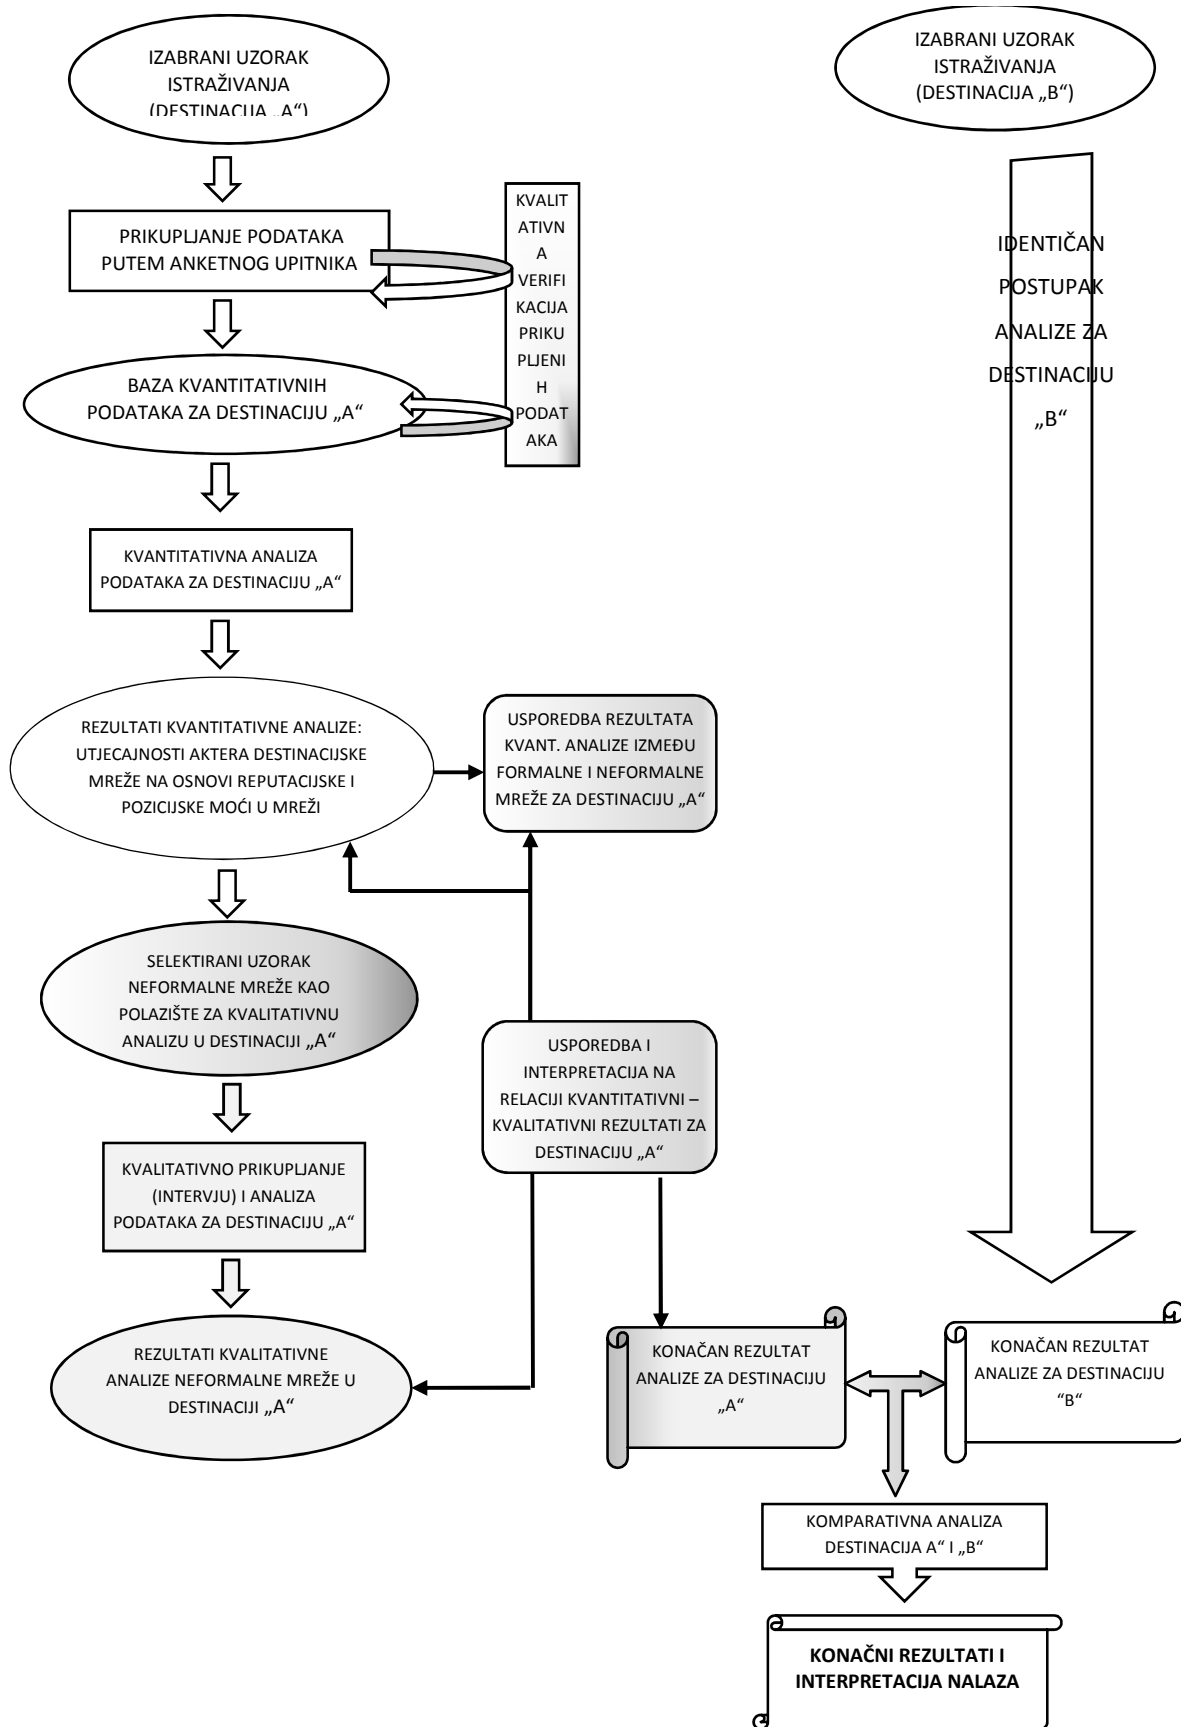 IZABRANI UZORAK
ISTRAŽIVANJA
(DESTINACIJA „A“)
IZABRANI UZORAK
ISTRAŽIVANJA
(DESTINACIJA „B“)
PRIKUPLJANJE PODATAKA
PUTEM ANKETNOG UPITNIKA
KVALIT
ATIVN
A
VERIFI
KACIJA
PRIKU
PLJENI
H
PODAT
AKA
IDENTIČAN
POSTUPAK
ANALIZE ZA
DESTINACIJU
„B“
BAZA KVANTITATIVNIH
PODATAKA ZA DESTINACIJU „A“
KVANTITATIVNA ANALIZA
PODATAKA ZA DESTINACIJU „A“
REZULTATI KVANTITATIVNE ANALIZE:
UTJECAJNOSTI AKTERA DESTINACIJSKE
MREŽE NA OSNOVI REPUTACIJSKE I
POZICIJSKE MOĆI U MREŽI
USPOREDBA REZULTATA
KVANT. ANALIZE IZMEĐU
FORMALNE I NEFORMALNE
MREŽE ZA DESTINACIJU „A“
SELEKTIRANI UZORAK
NEFORMALNE MREŽE KAO
POLAZIŠTE ZA KVALITATIVNU
ANALIZU U DESTINACIJI „A“
USPOREDBA I
INTERPRETACIJA NA
RELACIJI KVANTITATIVNI –
KVALITATIVNI REZULTATI ZA
DESTINACIJU „A“
KVALITATIVNO PRIKUPLJANJE
(INTERVJU) I ANALIZA
PODATAKA ZA DESTINACIJU „A“
REZULTATI KVALITATIVNE
ANALIZE NEFORMALNE MREŽE U
DESTINACIJI „A“
KONAČAN REZULTAT
ANALIZE ZA DESTINACIJU
„A“
KONAČAN REZULTAT
ANALIZE ZA DESTINACIJU
“B“
KOMPARATIVNA ANALIZA
DESTINACIJA A“ I „B“
KONAČNI REZULTATI I
INTERPRETACIJA NALAZA